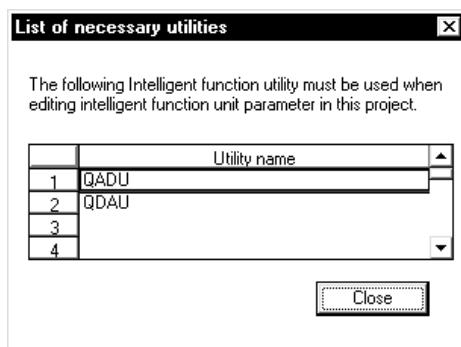 List of necessary utilities
The following Intelligent function utility must be used when
editing intelligent function unit parameter in this project.
Utility name
1 QADU
2 QDAU
3
4
Close